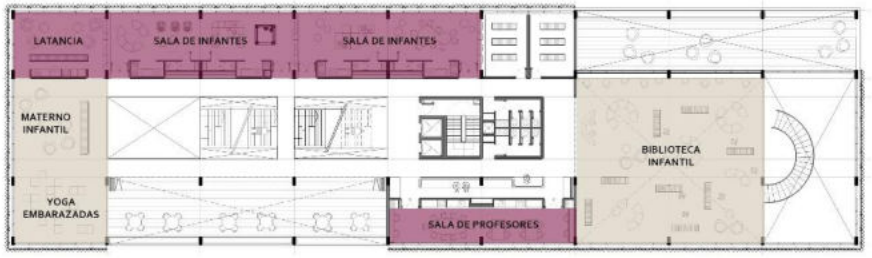 LATANCIA
SALA DE INFANTES
SALA DE INFANTES
MATERNO
INFANTIL
BIBLIOTECA
INFANTIL
YOGA
EMBARAZADAS
SALA DE PROFESORES